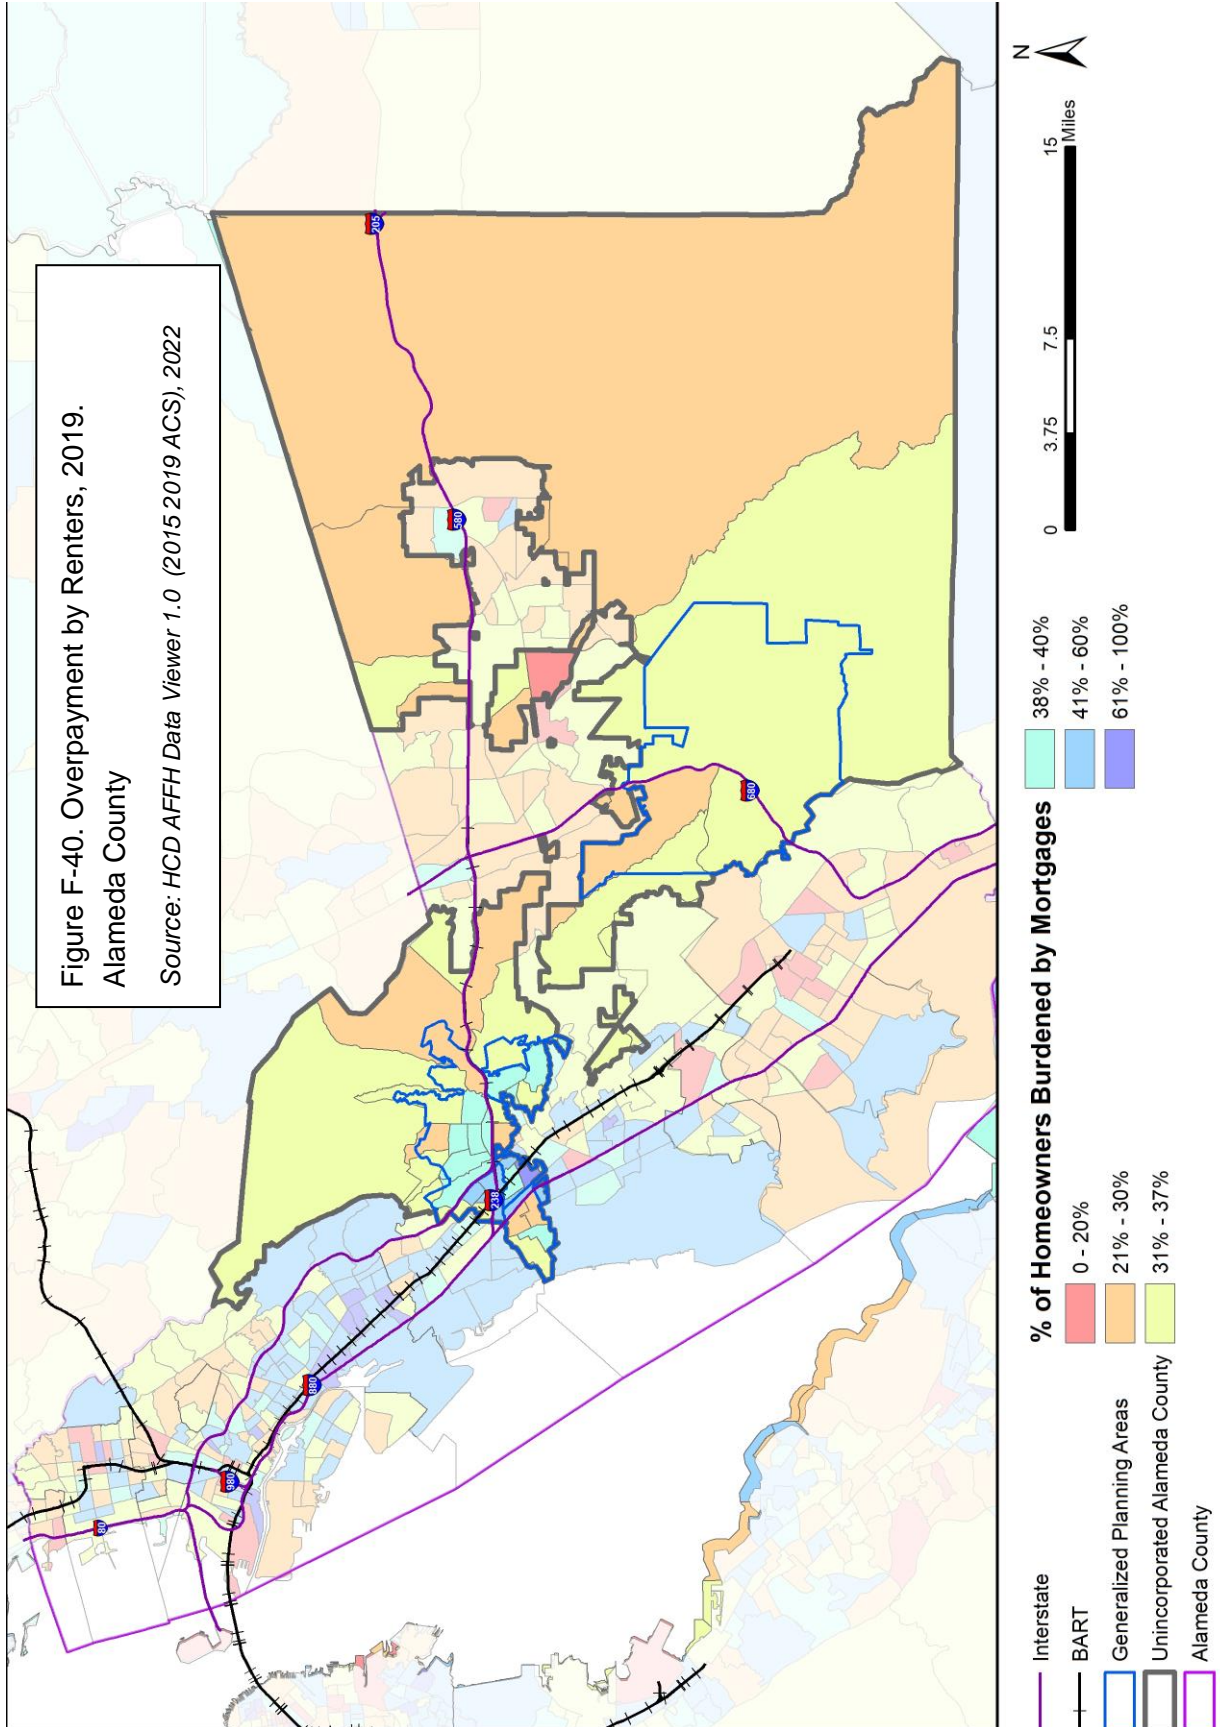 Figure F-40. Overpayment by Renters, 2019.
Alameda County
Source: HCD AFFH Data Viewer 1.0 (2015 2019 ACS), 2022
80
980
880
238
580
205
680
N
0
3.75
7.5
15
Miles
Interstate
BART
Generalized Planning Areas
Unincorporated Alameda County
Alameda County
% of Homeowners Burdened by Mortgages
0 - 20%
21% - 30%
31% - 37%
38% - 40%
41% - 60%
61% - 100%